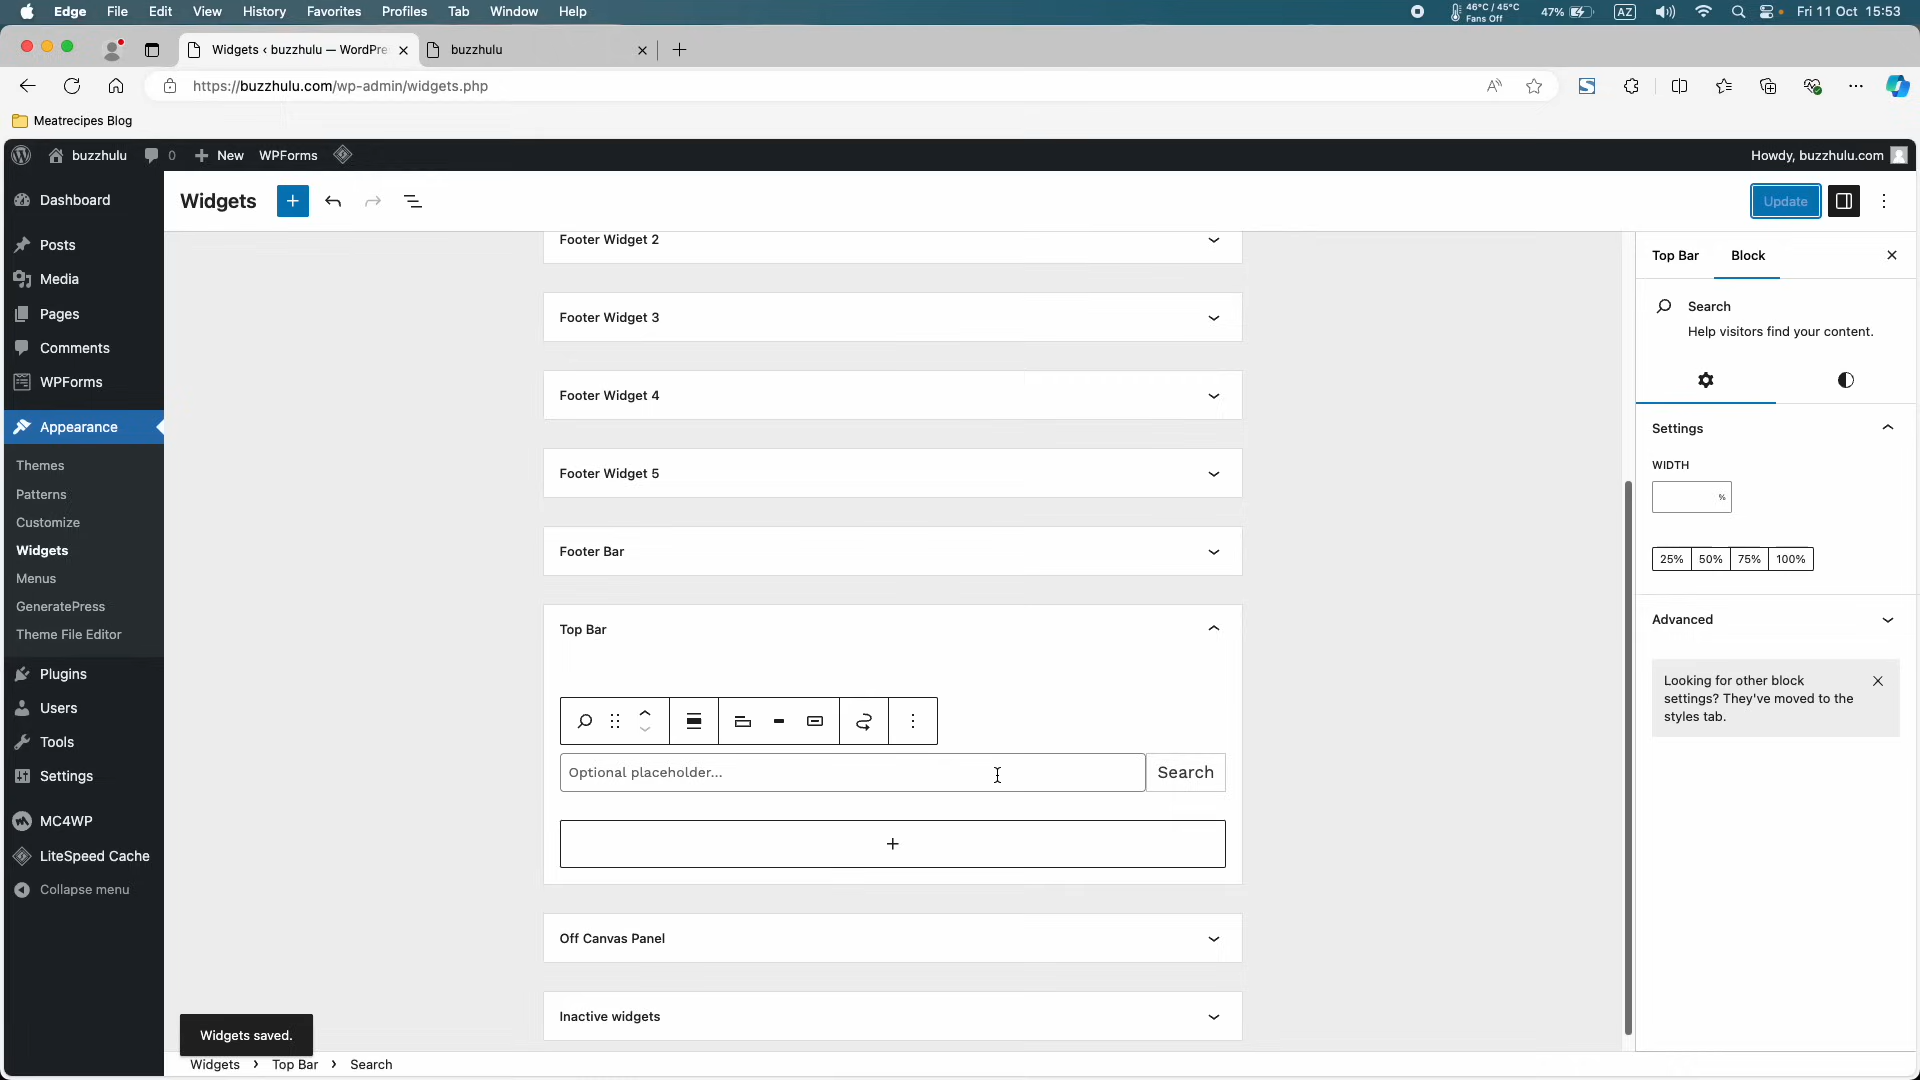 Edge File Edit View History Favorites Profiles Tab Window Help 46°C / 45°C Fans Off 47% AZ Fri 11 Oct 15:53
Widgets ‹ buzzhulu — WordPre buzzhulu
https://buzzhulu.com/wp-admin/widgets.php
Meatrecipes Blog
buzzhulu 0 New WPForms Howdy, buzzhulu.com
Dashboard
Posts
Media
Pages
Comments
WPForms
Appearance
Themes
Patterns
Customize
Widgets
Menus
GeneratePress
Theme File Editor
Plugins
Users
Tools
Settings
MC4WP
LiteSpeed Cache
Collapse menu
Widgets Update
Footer Widget 2
Footer Widget 3
Footer Widget 4
Footer Widget 5
Footer Bar
Top Bar
Optional placeholder... Search
Off Canvas Panel
Inactive widgets
Widgets saved.
Widgets › Top Bar › Search
Top Bar Block
Search
Help visitors find your content.
Settings
WIDTH
%
25% 50% 75% 100%
Advanced
Looking for other block
settings? They've moved to the
styles tab.